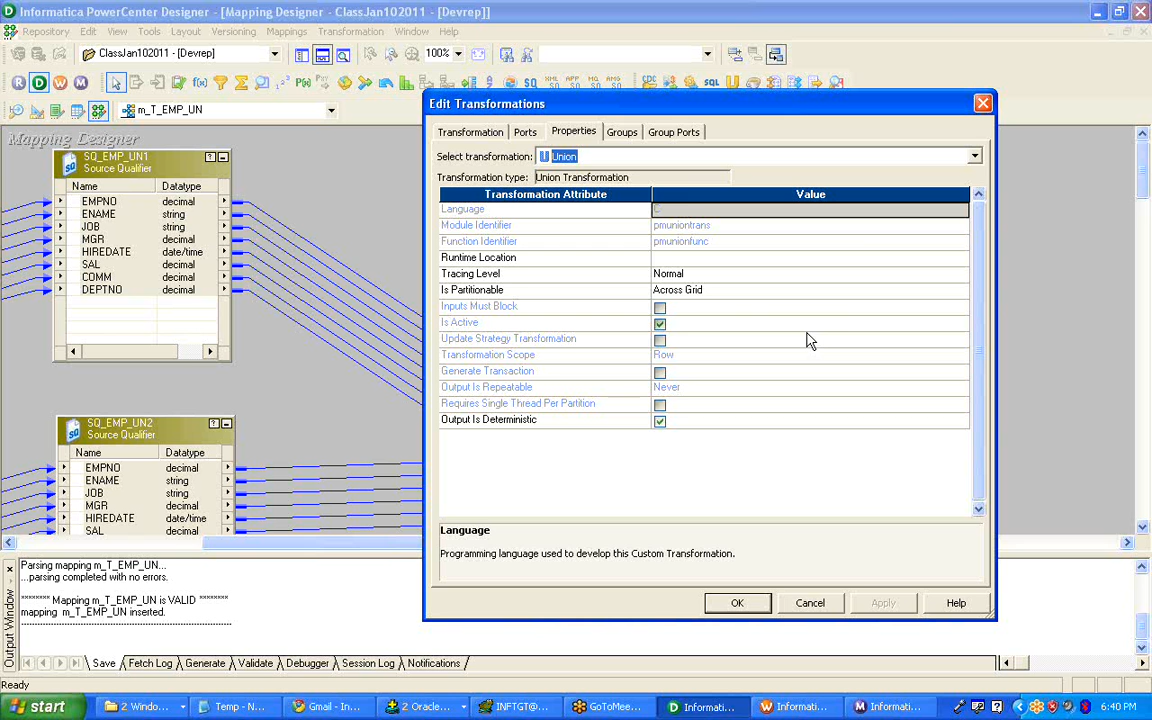 Informatica PowerCenter Designer - [Mapping Designer - ClassJan102011 - [Devrep]]
Repository Edit View Tools Layout Versioning Mappings Transformation Window Help
ClassJan102011 - [Devrep] 100%
R D W M
m_T_EMP_UN
Mapping Designer
SQ_EMP_UN1
Source Qualifier
Name Datatype
EMPNO decimal
ENAME string
JOB string
MGR decimal
HIREDATE date/time
SAL decimal
COMM decimal
DEPTNO decimal
SQ_EMP_UN2
Source Qualifier
Name Datatype
EMPNO decimal
ENAME string
JOB string
MGR decimal
HIREDATE date/time
SAL decimal
Edit Transformations
Transformation Ports Properties Groups Group Ports
Select transformation: Union
Transformation type: Union Transformation
Transformation Attribute Value
Language C
Module Identifier pmuniontrans
Function Identifier pmunionfunc
Runtime Location
Tracing Level Normal
Is Partitionable Across Grid
Inputs Must Block
Is Active
Update Strategy Transformation
Transformation Scope Row
Generate Transaction
Output Is Repeatable Never
Requires Single Thread Per Partition
Output Is Deterministic
Language
Programming language used to develop this Custom Transformation.
OK Cancel Apply Help
Parsing mapping m_T_EMP_UN...
...parsing completed with no errors.
******** Mapping m_T_EMP_UN is VALID ********
mapping m_T_EMP_UN inserted.
Output Window
Save Fetch Log Generate Validate Debugger Session Log Notifications
Ready
start 2 Windo... Temp - N... Gmail - In... 2 Oracle... INFTGT@... GoToMee... Informati... Informati... Informati... 6:40 PM